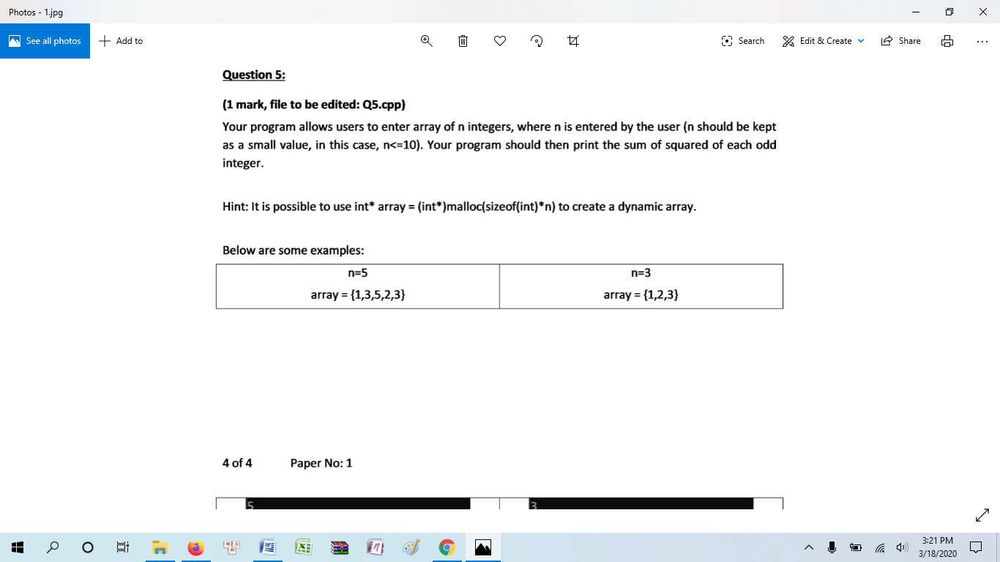 Photos - 1.jpg
See all photos
Add to
Search
Edit & Create
Share
Question 5:
(1 mark, file to be edited: Q5.cpp)
Your program allows users to enter array of n integers, where n is entered by the user (n should be kept
as a small value, in this case, n<=10). Your program should then print the sum of squared of each odd
integer.
Hint: It is possible to use int* array = (int*)malloc(sizeof(int)*n) to create a dynamic array.
Below are some examples:
n=5
array = {1,3,5,2,3}
n=3
array = {1,2,3}
4 of 4 Paper No: 1
5
3
3:21 PM
3/18/2020